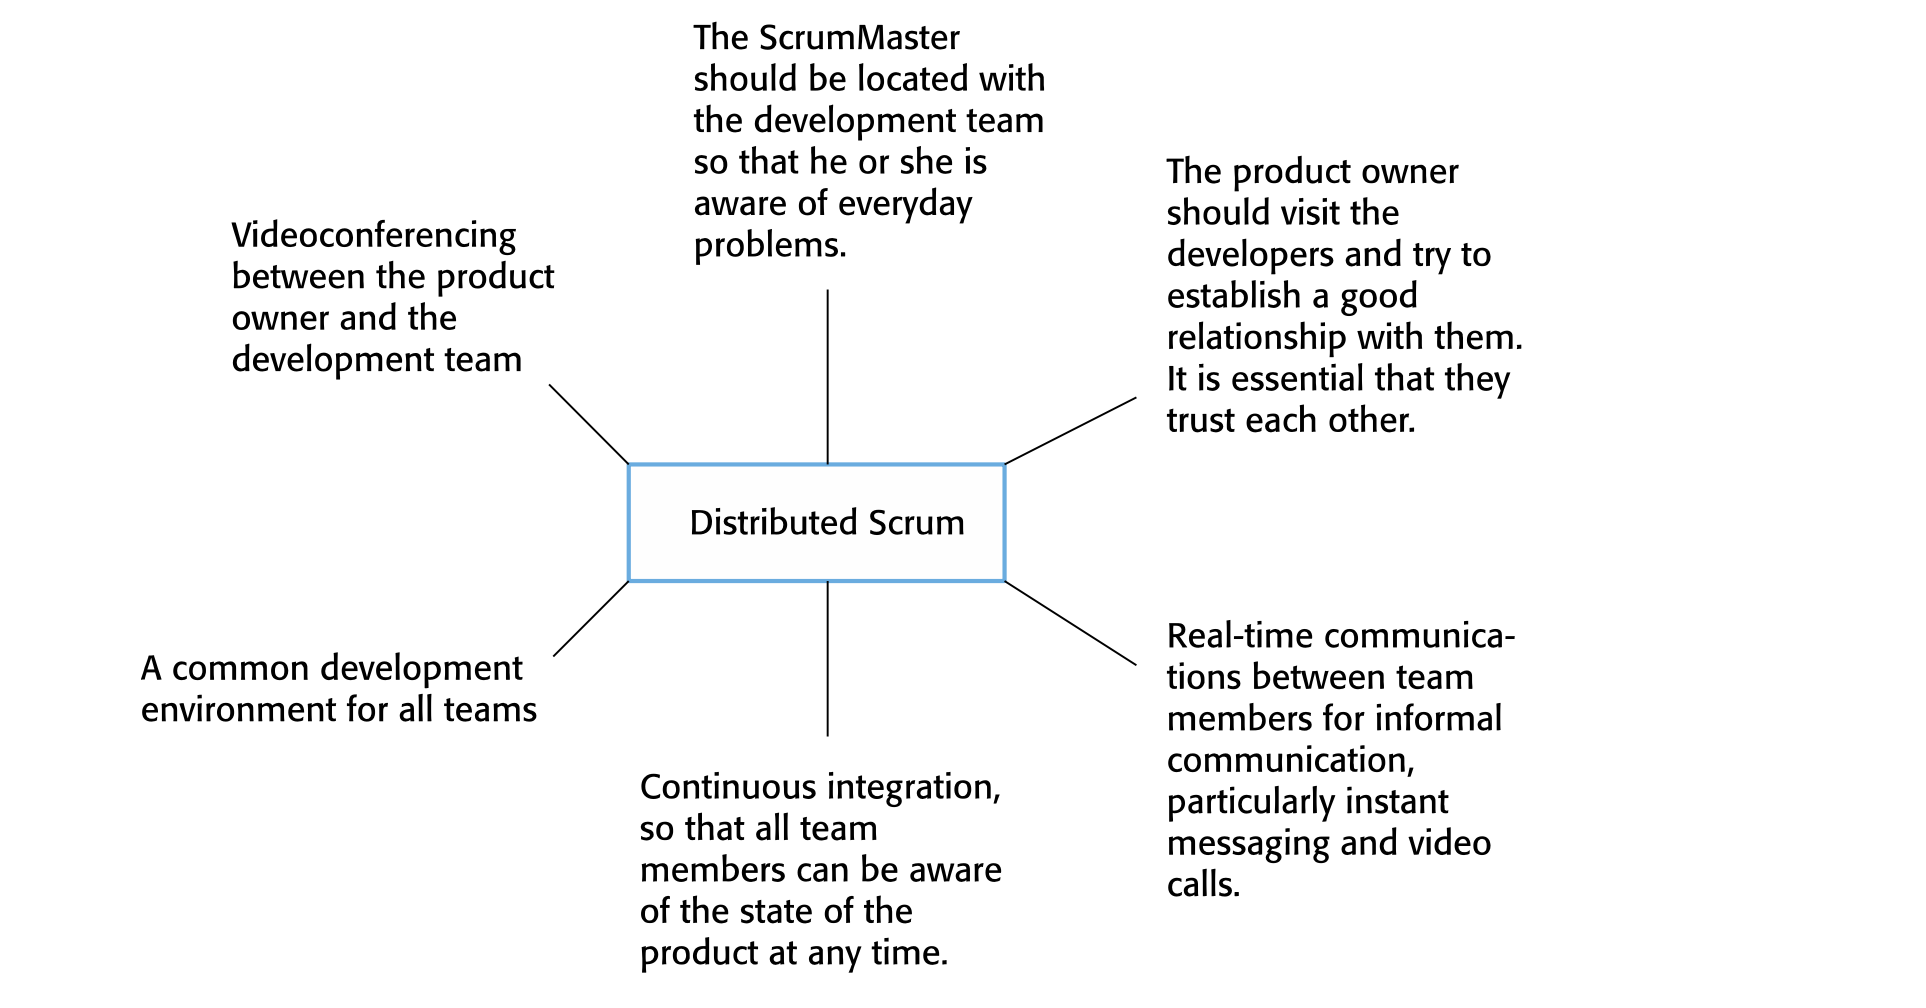 The ScrumMaster
should be located with
the development team
so that he or she is
aware of everyday
problems.
The product owner
should visit the
developers and try to
establish a good
relationship with them.
It is essential that they
trust each other.
Videoconferencing
between the product
owner and the
development team
Distributed Scrum
A common development
environment for all teams
Real-time communica-
tions between team
members for informal
communication,
particularly instant
messaging and video
calls.
Continuous integration,
so that all team
members can be aware
of the state of the
product at any time.